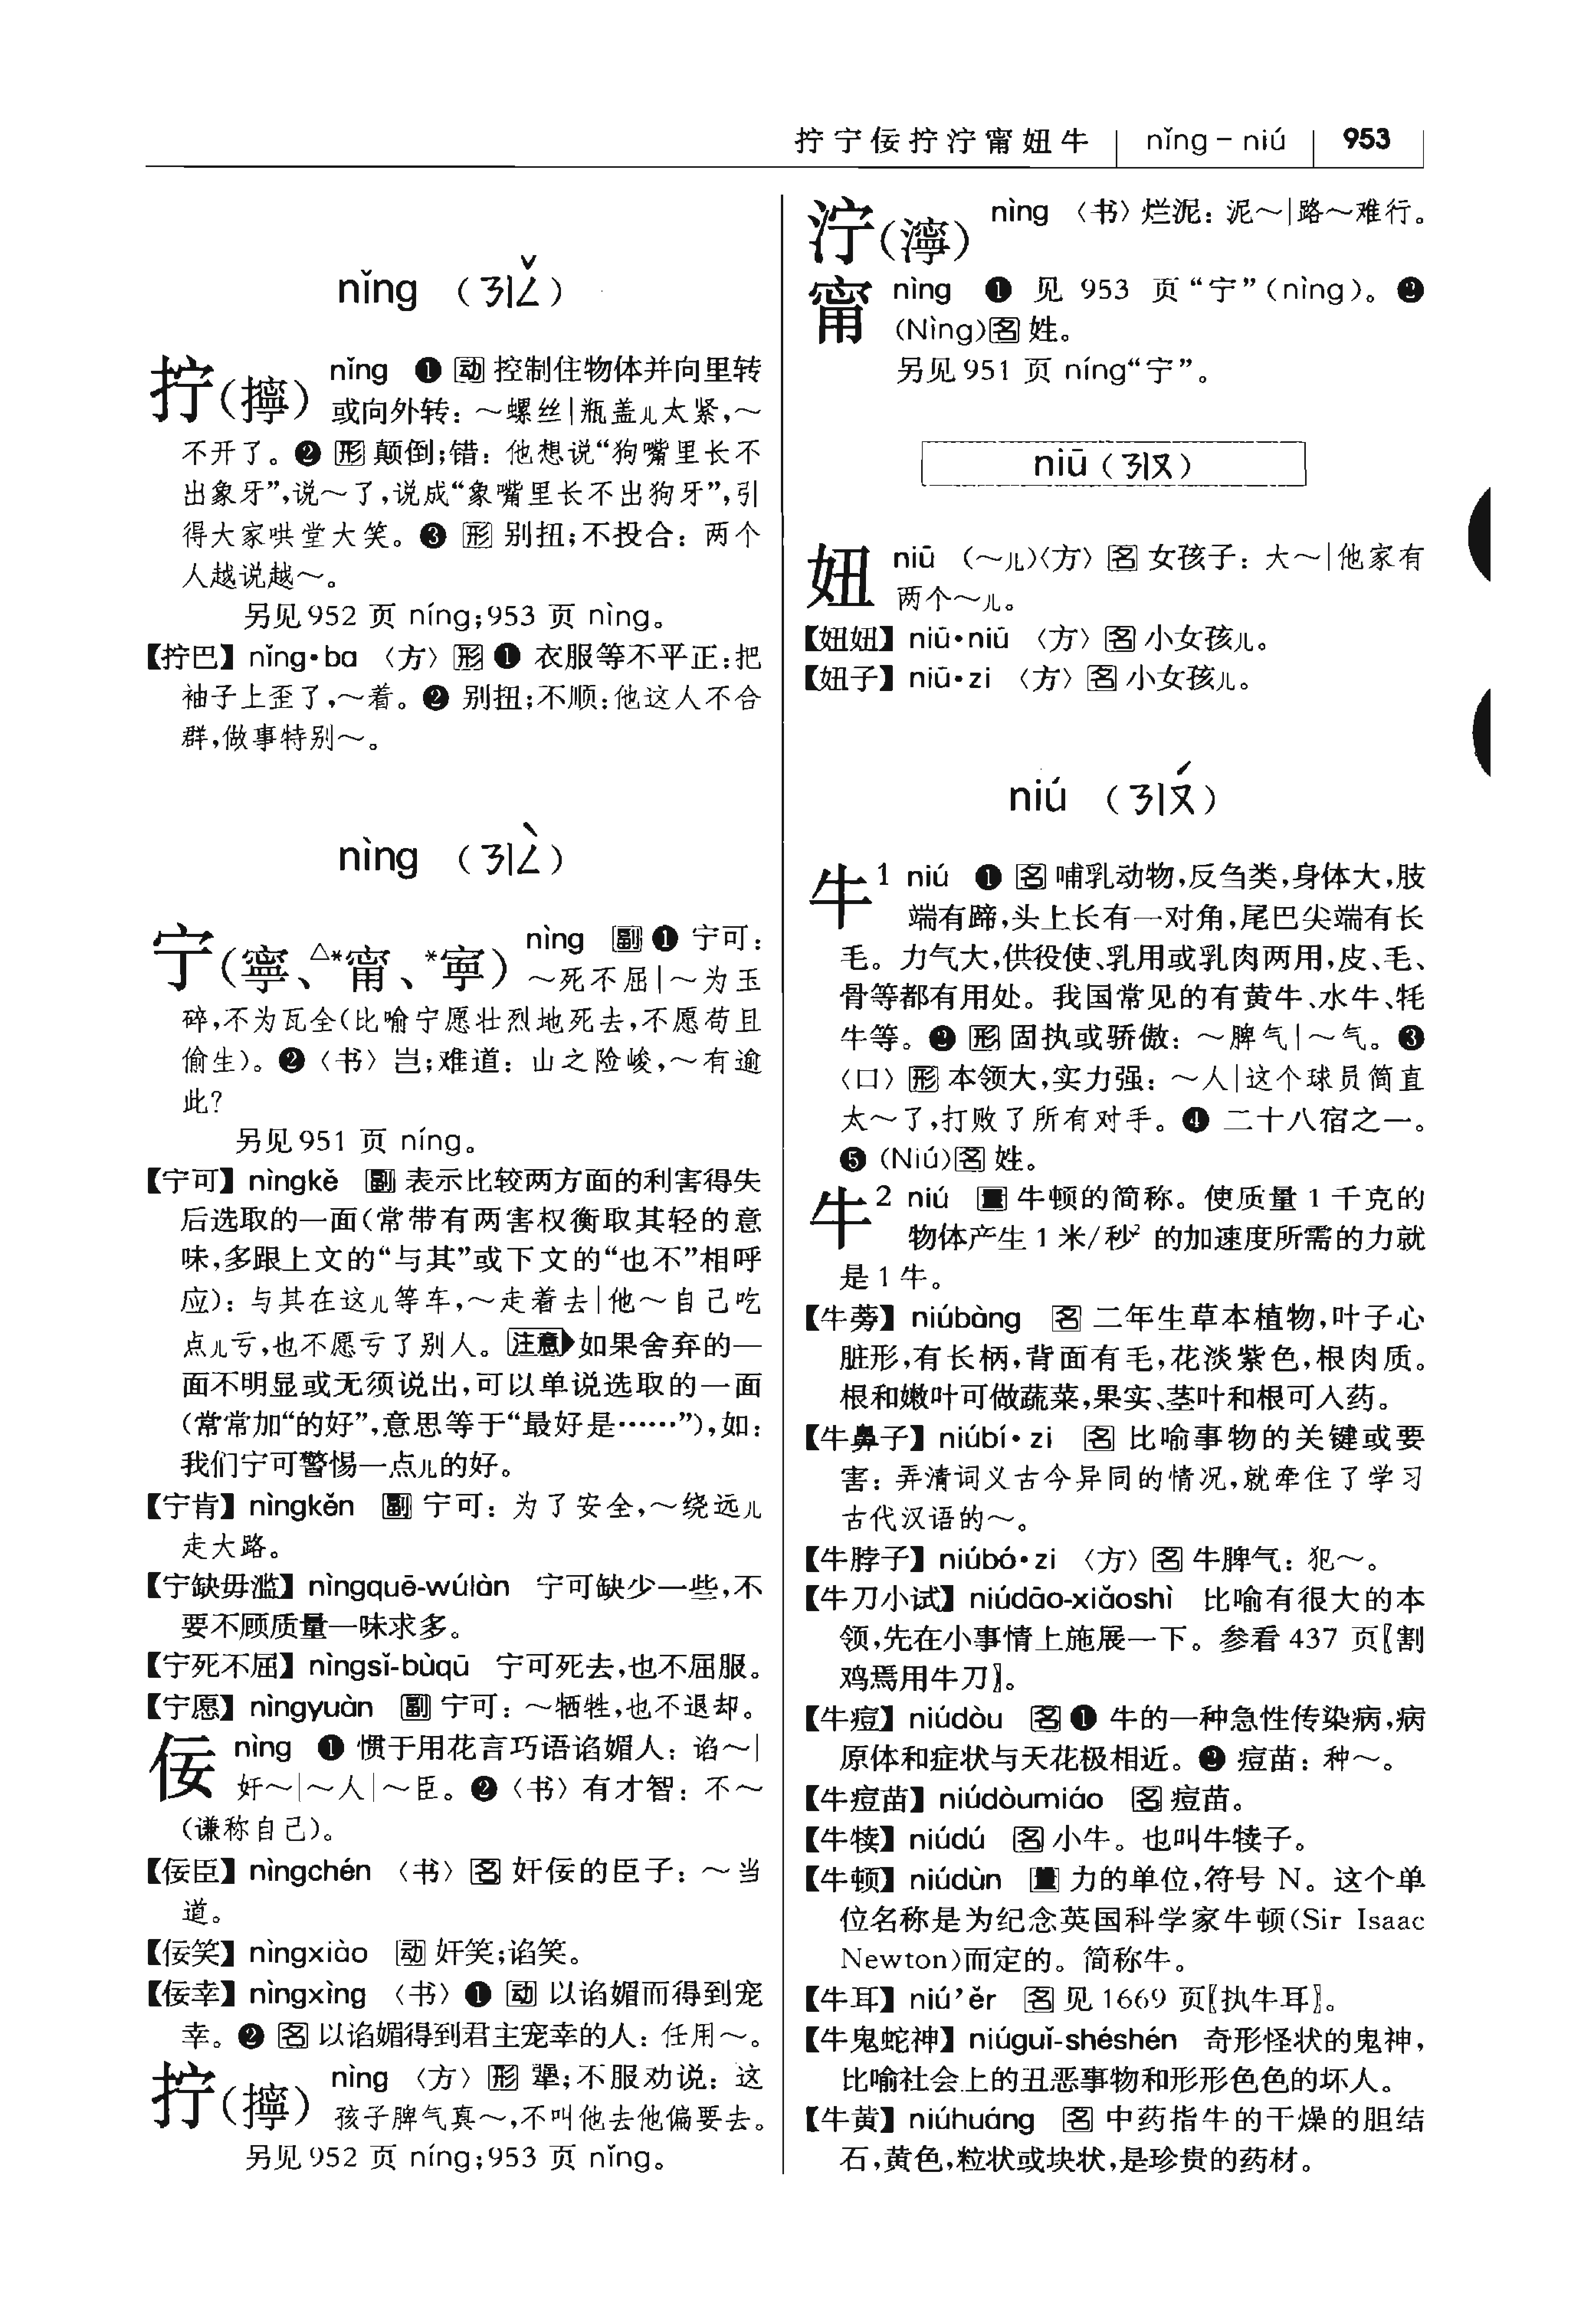 拧宁佞拧泞甯妞牛 nǐng – niú 953
nǐng （ㄋㄧㄥˇ）
拧（擰） nǐng ❶ 动 控制住物体并向里转
或向外转：～螺丝|瓶盖儿太紧，～
不开了。❷ 形 颠倒；错：他想说“狗嘴里长不
出象牙”，说～了，说成“象嘴里长不出狗牙”，引
得大家哄堂大笑。❸ 形 别扭；不投合：两个
人越说越～。
另见952 页 níng；953 页 nìng。
【拧巴】 nǐng•ba 〈方〉 形 ❶ 衣服等不平正：把
袖子上歪了，～着。❷ 别扭；不顺：他这人不合
群，做事特别～。
nìng （ㄋㄧㄥˋ）
宁（寧、△*甯、*寍） nìng 副 ❶ 宁可：
～死不屈|～为玉
碎，不为瓦全（比喻宁愿壮烈地死去，不愿苟且
偷生）。❷〈书〉岂；难道：山之险峻，～有逾
此？
另见951 页 níng。
【宁可】 nìngkě 副 表示比较两方面的利害得失
后选取的一面（常带有两害权衡取其轻的意
味，多跟上文的“与其”或下文的“也不”相呼
应）：与其在这儿等车，～走着去|他～自己吃
点儿亏，也不愿亏了别人。注意 如果舍弃的一
面不明显或无须说出，可以单说选取的一面
（常常加“的好”，意思等于“最好是……”），如：
我们宁可警惕一点儿的好。
【宁肯】 nìngkěn 副 宁可：为了安全，～绕远儿
走大路。
【宁缺毋滥】 nìngquē-wúlàn 宁可缺少一些，不
要不顾质量一味求多。
【宁死不屈】 nìngsǐ-bùqū 宁可死去，也不屈服。
【宁愿】 nìngyuàn 副 宁可：～牺牲，也不退却。
佞 nìng ❶ 惯于用花言巧语谄媚人：谄～|
奸～|～人|～臣。❷〈书〉有才智：不～
（谦称自己）。
【佞臣】 nìngchén 〈书〉 名 奸佞的臣子：～当
道。
【佞笑】 nìngxiào 动 奸笑；谄笑。
【佞幸】 nìngxìng 〈书〉❶ 动 以谄媚而得到宠
幸。❷ 名 以谄媚得到君主宠幸的人：任用～。
拧（擰） nìng 〈方〉 形 犟；不服劝说：这
孩子脾气真～，不叫他去他偏要去。
另见952 页 níng；953 页 nǐng。
泞（濘） nìng 〈书〉烂泥：泥～|路～难行。
甯 nìng ❶ 见 953 页“宁”（nìng）。❷
（Nìng）名 姓。
另见951 页 níng“宁”。
niū（ㄋㄧㄡ）
妞 niū （～儿）〈方〉 名 女孩子：大～|他家有
两个～儿。
【妞妞】 niū•niū 〈方〉 名 小女孩儿。
【妞子】 niū•zi 〈方〉 名 小女孩儿。
niú （ㄋㄧㄡˊ）
牛1 niú ❶ 名 哺乳动物，反刍类，身体大，肢
端有蹄，头上长有一对角，尾巴尖端有长
毛。力气大，供役使、乳用或乳肉两用，皮、毛、
骨等都有用处。我国常见的有黄牛、水牛、牦
牛等。❷ 形 固执或骄傲：～脾气|～气。❸
〈口〉 形 本领大，实力强：～人|这个球员简直
太～了，打败了所有对手。❹ 二十八宿之一。
❺ （Niú）名 姓。
牛2 niú 量 牛顿的简称。使质量 1 千克的
物体产生 1 米/秒² 的加速度所需的力就
是 1 牛。
【牛蒡】 niúbàng 名 二年生草本植物，叶子心
脏形，有长柄，背面有毛，花淡紫色，根肉质。
根和嫩叶可做蔬菜，果实、茎叶和根可入药。
【牛鼻子】 niúbí•zi 名 比喻事物的关键或要
害：弄清词义古今异同的情况，就牵住了学习
古代汉语的～。
【牛脖子】 niúbó•zi 〈方〉 名 牛脾气：犯～。
【牛刀小试】 niúdāo-xiǎoshì 比喻有很大的本
领，先在小事情上施展一下。参看 437 页〖割
鸡焉用牛刀〗。
【牛痘】 niúdòu 名 ❶ 牛的一种急性传染病，病
原体和症状与天花极相近。❷ 痘苗：种～。
【牛痘苗】 niúdòumiáo 名 痘苗。
【牛犊】 niúdú 名 小牛。也叫牛犊子。
【牛顿】 niúdùn 量 力的单位，符号 N。这个单
位名称是为纪念英国科学家牛顿（Sir Isaac
Newton）而定的。简称牛。
【牛耳】 niú’ěr 名 见 1669 页〖执牛耳〗。
【牛鬼蛇神】 niúguǐ-shéshén 奇形怪状的鬼神，
比喻社会上的丑恶事物和形形色色的坏人。
【牛黄】 niúhuáng 名 中药指牛的干燥的胆结
石，黄色，粒状或块状，是珍贵的药材。